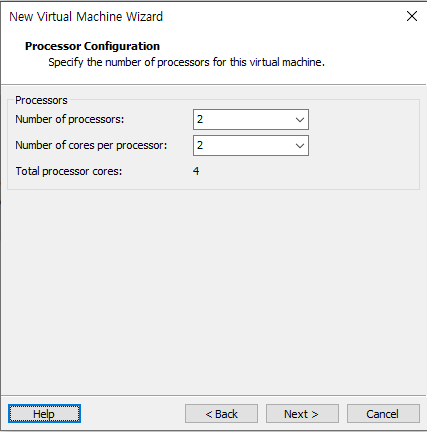 New Virtual Machine Wizard
Processor Configuration
Specify the number of processors for this virtual machine.
Processors
Number of processors: 2
Number of cores per processor: 2
Total processor cores: 4
Help < Back Next > Cancel